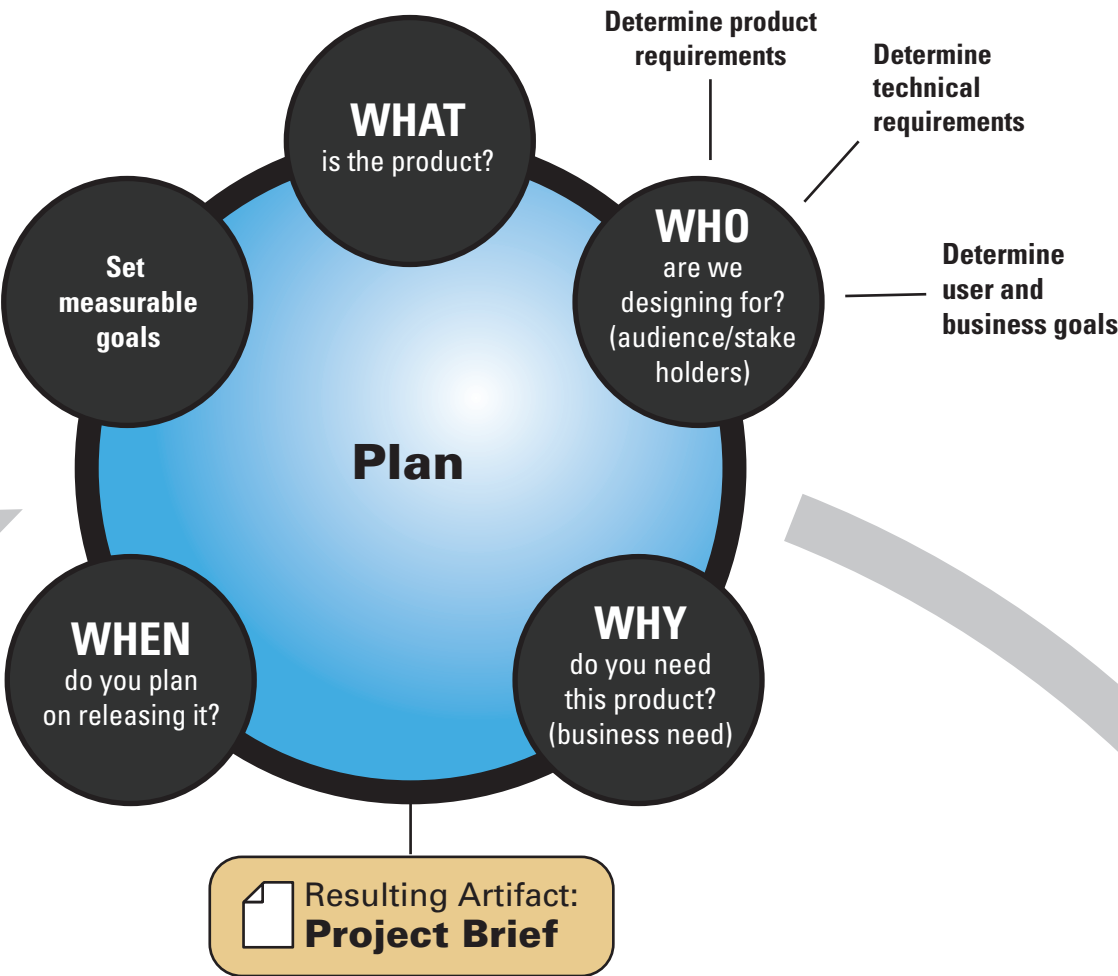 WHAT
is the product?
Determine product
requirements
Determine
technical
requirements
WHO
are we
designing for?
(audience/stake
holders)
Determine
user and
business goals
Set
measurable
goals
Plan
WHEN
do you plan
on releasing it?
WHY
do you need
this product?
(business need)
Resulting Artifact:
Project Brief